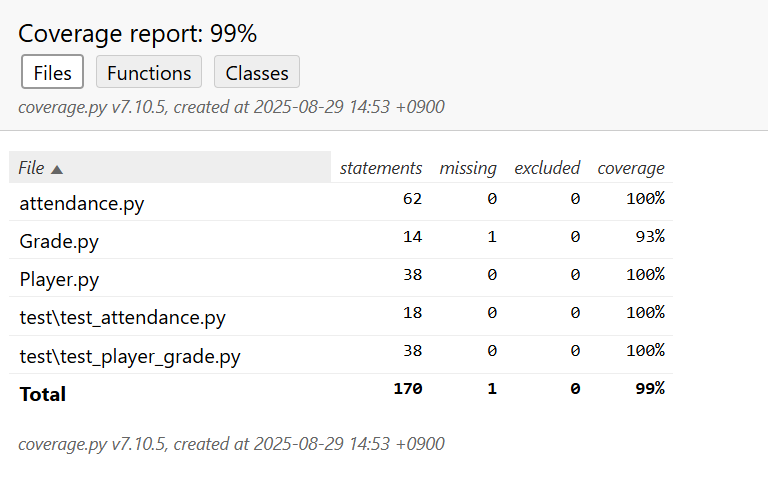 Coverage report: 99%
Files Functions Classes
coverage.py v7.10.5, created at 2025-08-29 14:53 +0900
File ▲ statements missing excluded coverage
attendance.py 62 0 0 100%
Grade.py 14 1 0 93%
Player.py 38 0 0 100%
test\test_attendance.py 18 0 0 100%
test\test_player_grade.py 38 0 0 100%
Total 170 1 0 99%
coverage.py v7.10.5, created at 2025-08-29 14:53 +0900